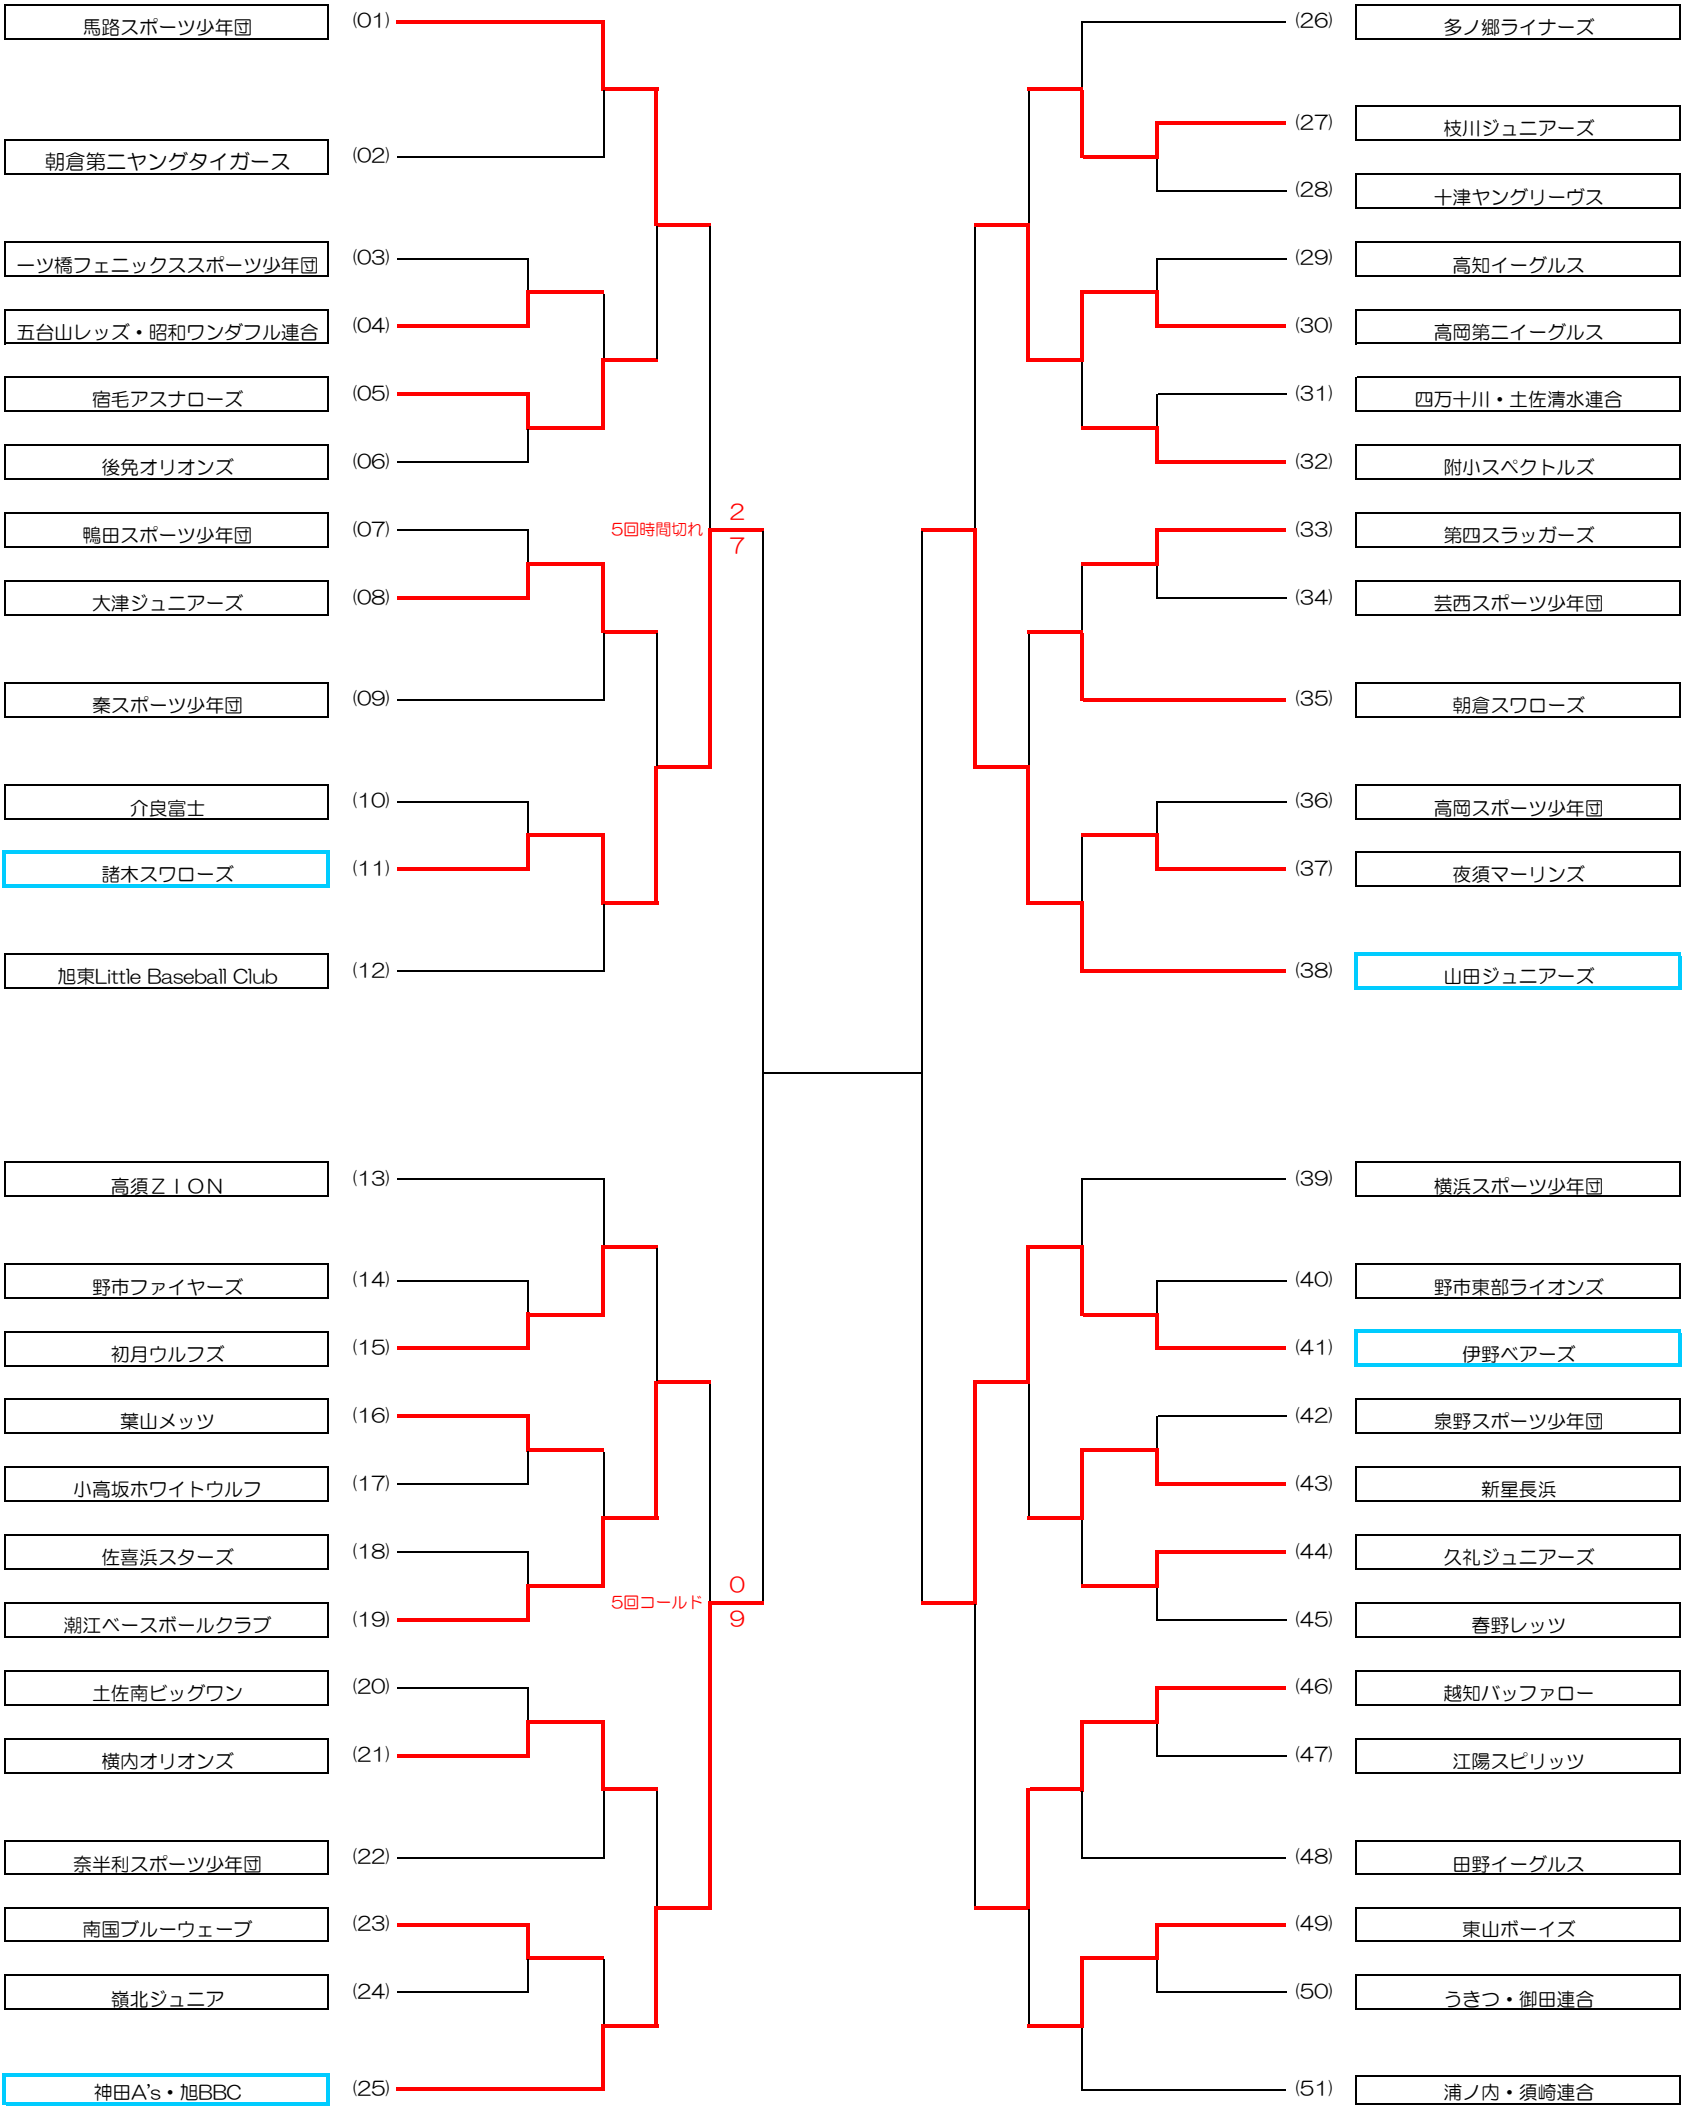 馬路スポーツ少年団 (01)
朝倉第二ヤングタイガース (02)
一ツ橋フェニックススポーツ少年団 (03)
五台山レッズ・昭和ワンダフル連合 (04)
宿毛アスナローズ (05)
後免オリオンズ (06)
鴨田スポーツ少年団 (07)
大津ジュニアーズ (08)
秦スポーツ少年団 (09)
介良富士 (10)
諸木スワローズ (11)
旭東Little Baseball Club (12)
2
5回時間切れ
7
高須ZION (13)
野市ファイヤーズ (14)
初月ウルフズ (15)
葉山メッツ (16)
小高坂ホワイトウルフ (17)
佐喜浜スターズ (18)
潮江ベースボールクラブ (19)
土佐南ビッグワン (20)
横内オリオンズ (21)
奈半利スポーツ少年団 (22)
南国ブルーウェーブ (23)
嶺北ジュニア (24)
神田A's・旭BBC (25)
0
5回コールド
9
(26) 多ノ郷ライナーズ
(27) 枝川ジュニアーズ
(28) 十津ヤングリーヴス
(29) 高知イーグルス
(30) 高岡第二イーグルス
(31) 四万十川・土佐清水連合
(32) 附小スペクトルズ
(33) 第四スラッガーズ
(34) 芸西スポーツ少年団
(35) 朝倉スワローズ
(36) 高岡スポーツ少年団
(37) 夜須マーリンズ
(38) 山田ジュニアーズ
(39) 横浜スポーツ少年団
(40) 野市東部ライオンズ
(41) 伊野ベアーズ
(42) 泉野スポーツ少年団
(43) 新星長浜
(44) 久礼ジュニアーズ
(45) 春野レッツ
(46) 越知バッファロー
(47) 江陽スピリッツ
(48) 田野イーグルス
(49) 東山ボーイズ
(50) うきつ・御田連合
(51) 浦ノ内・須崎連合